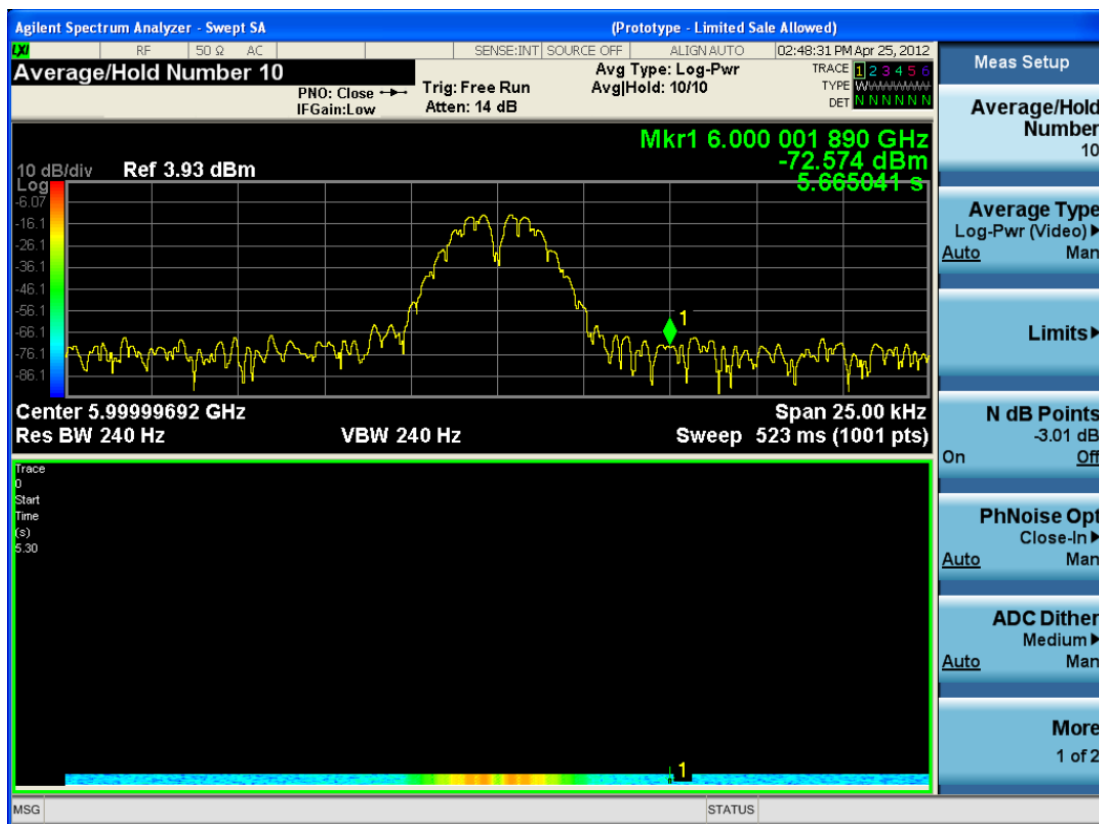 Agilent Spectrum Analyzer - Swept SA (Prototype - Limited Sale Allowed)
LXI RF 50 Ω AC SENSE:INT SOURCE OFF ALIGN AUTO 02:48:31 PM Apr 25, 2012
Average/Hold Number 10
PNO: Close
IFGain:Low
Trig: Free Run
Atten: 14 dB
Avg Type: Log-Pwr
Avg|Hold: 10/10
TRACE 1 2 3 4 5 6
TYPE WWWWWW
DET N N N N N N
Mkr1 6.000 001 890 GHz
-72.574 dBm
5.665041 s
10 dB/div Ref 3.93 dBm
Log
-6.07
-16.1
-26.1
-36.1
-46.1
-56.1
-66.1
-76.1
-86.1
1
Center 5.99999692 GHz Span 25.00 kHz
Res BW 240 Hz VBW 240 Hz Sweep 523 ms (1001 pts)
Trace
0
Start
Time
(s)
5.30
1
MSG STATUS
Meas Setup
Average/Hold
Number
10
Average Type
Log-Pwr (Video)
Auto Man
Limits
N dB Points
-3.01 dB
On Off
PhNoise Opt
Close-In
Auto Man
ADC Dither
Medium
Auto Man
More
1 of 2